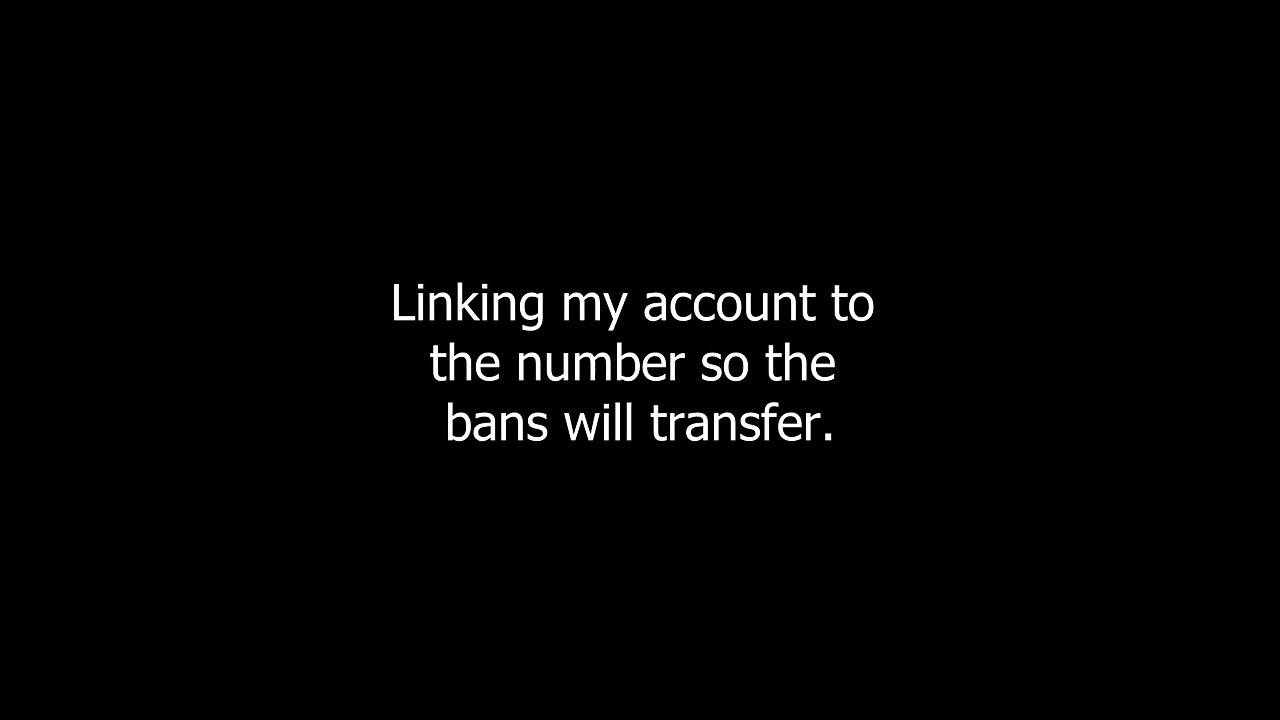 Linking my account to
the number so the
bans will transfer.